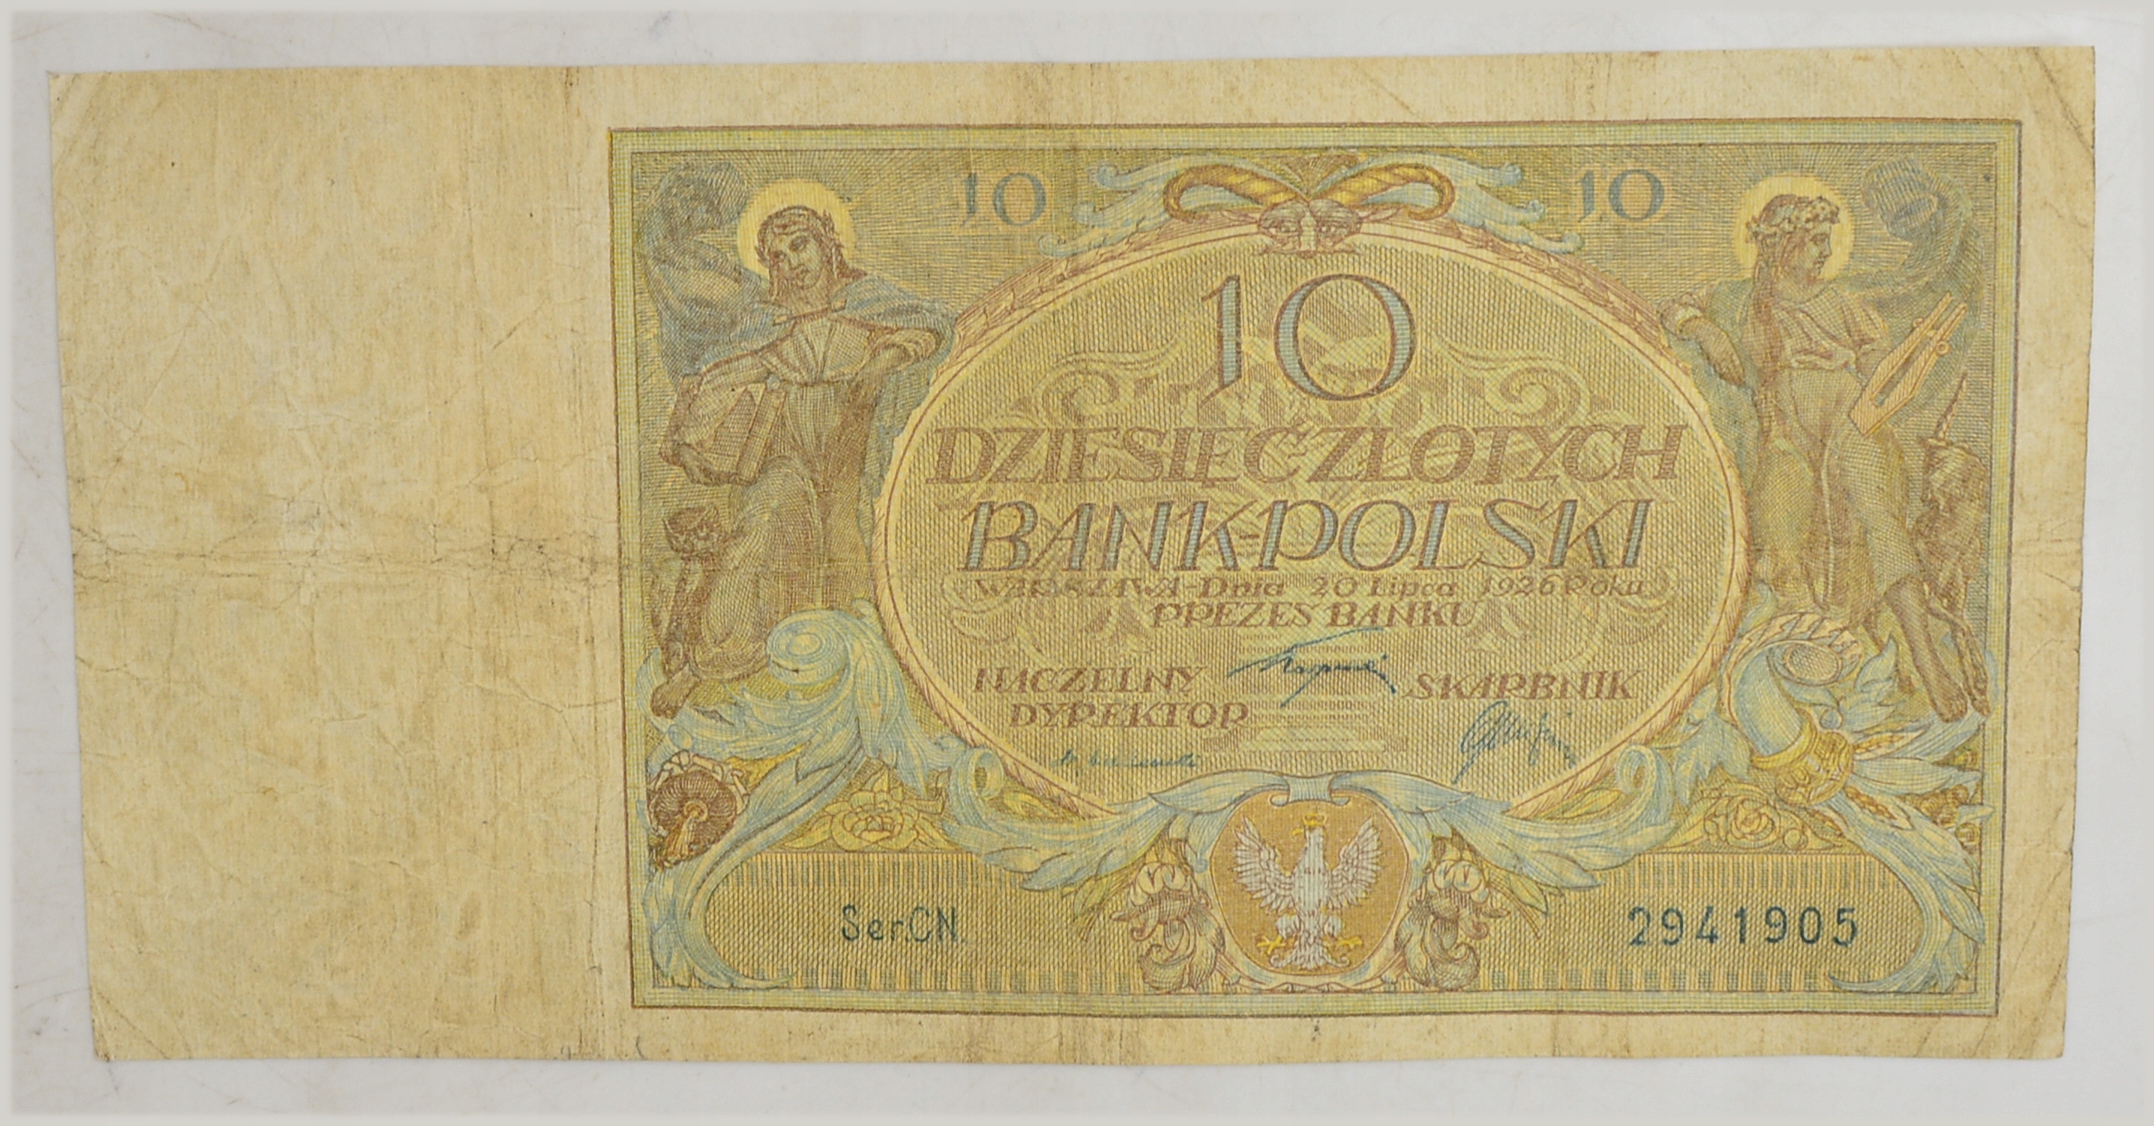 10 10
10
DZIESIĘĆ ZŁOTYCH
BANK-POLSKI
WARSZAWA-Dnia 20 Lipca 1926 Roku
PREZES BANKU
NACZELNY SKARBNIK
DYREKTOR
Ser.CN. 2941905